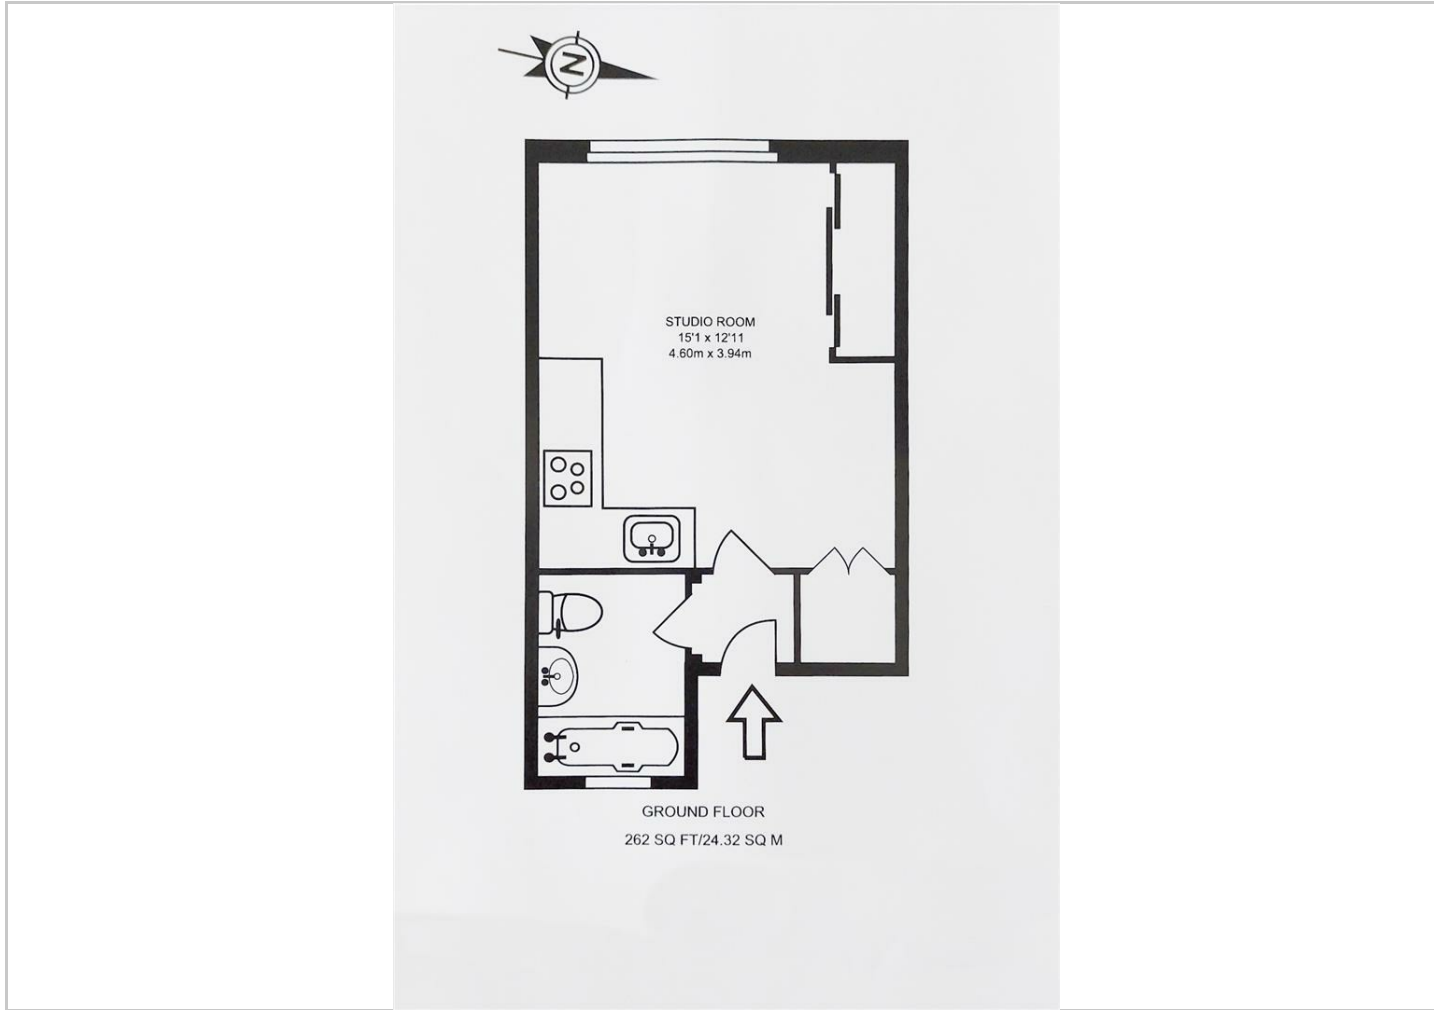 N
STUDIO ROOM
15'1 x 12'11
4.60m x 3.94m
GROUND FLOOR
262 SQ FT/24.32 SQ M